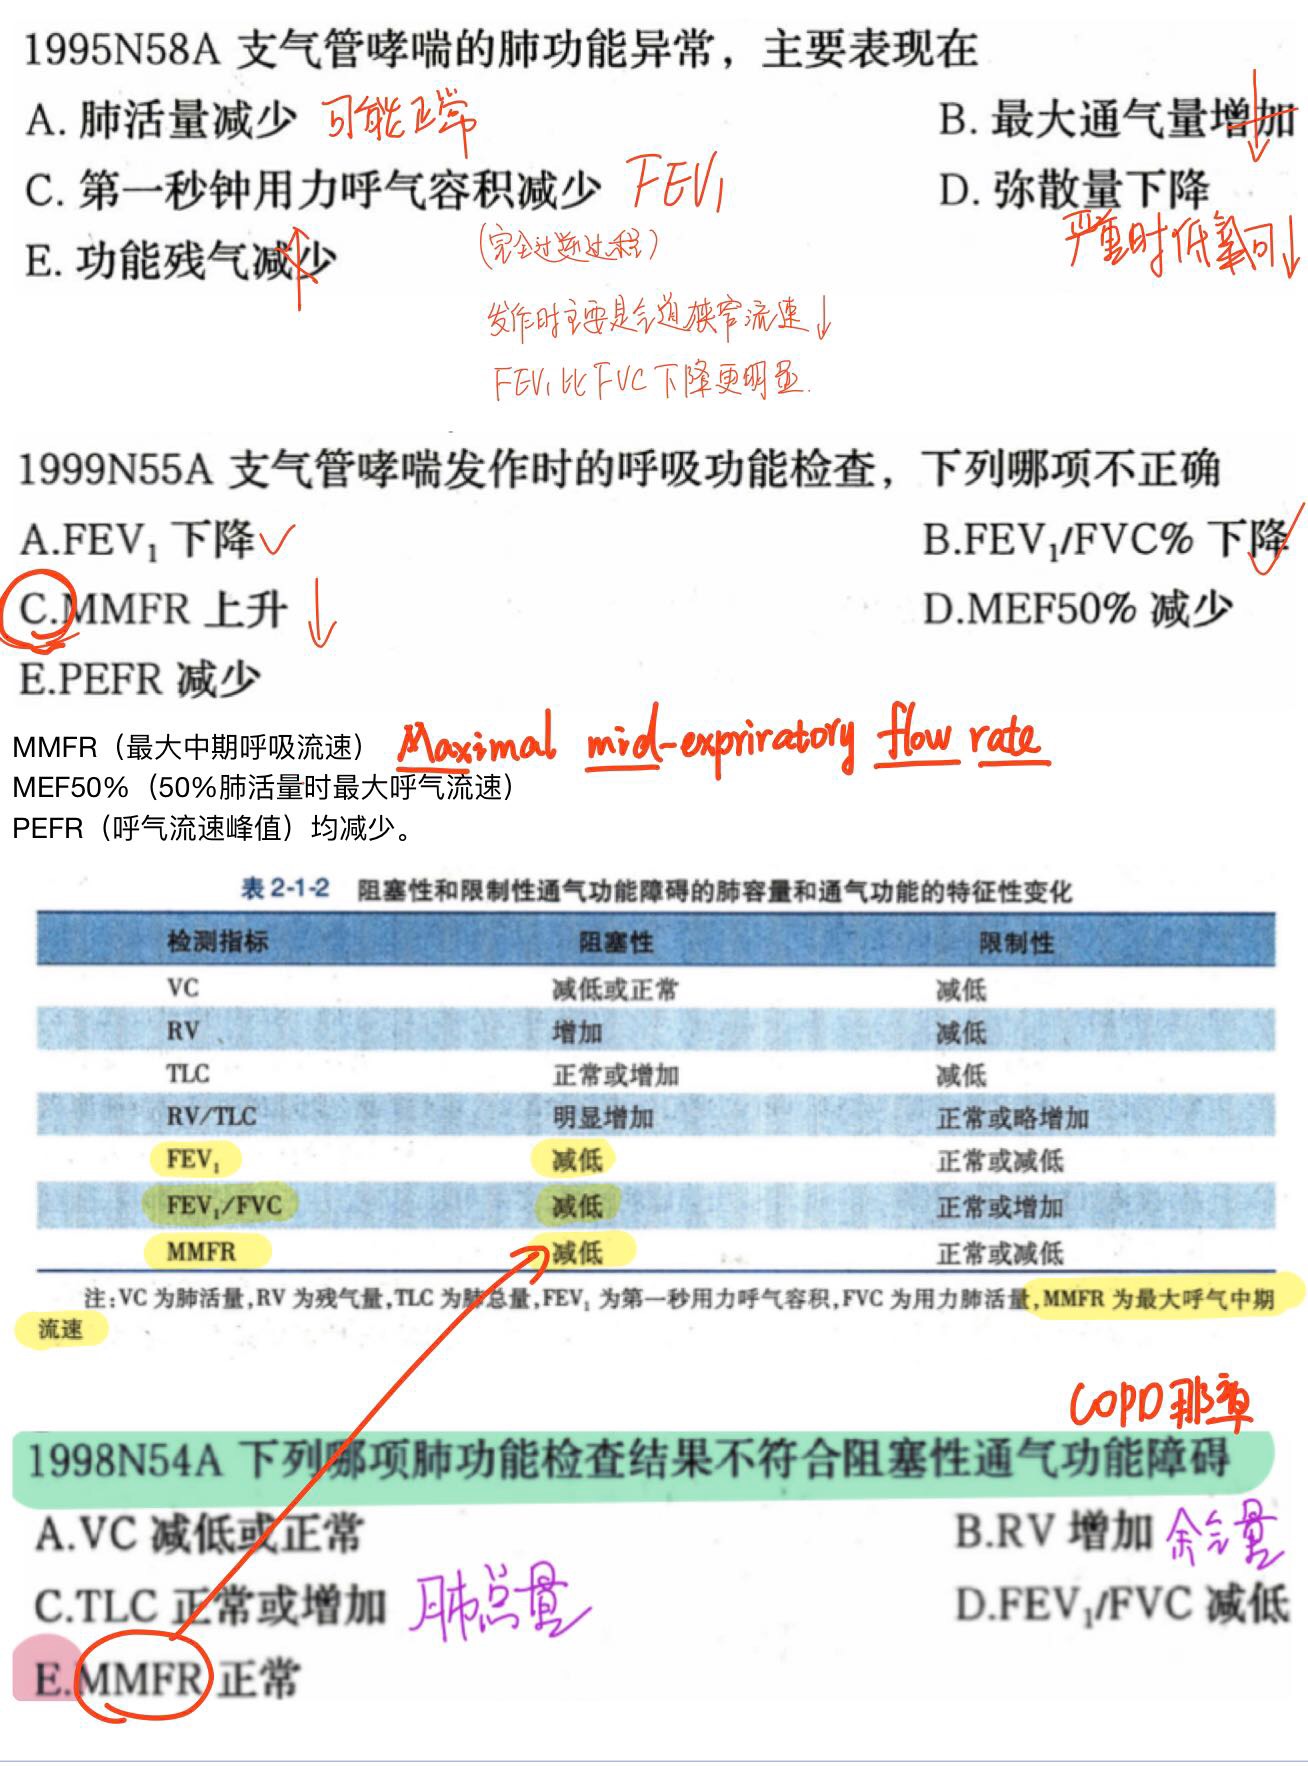 1995N58A 支气管哮喘的肺功能异常，主要表现在
A. 肺活量减少 可能正常 B. 最大通气量增加 ↓
C. 第一秒钟用力呼气容积减少 FEV₁ D. 弥散量下降
严重时低氧可↓
E. 功能残气减少 ↑
发作时主要是气道狭窄流速↓
FEV₁比FVC下降更明显.
1999N55A 支气管哮喘发作时的呼吸功能检查，下列哪项不正确
A.FEV₁ 下降 ✓ B.FEV₁/FVC% 下降 ✓
C.MMFR 上升 ↓ D.MEF50% 减少
E.PEFR 减少
MMFR（最大中期呼吸流速） Maximal mid-expriratory flow rate
MEF50%（50%肺活量时最大呼气流速）
PEFR（呼气流速峰值）均减少。
表 2-1-2 阻塞性和限制性通气功能障碍的肺容量和通气功能的特征性变化
检测指标 阻塞性 限制性
VC 减低或正常 减低
RV 增加 减低
TLC 正常或增加 减低
RV/TLC 明显增加 正常或略增加
FEV₁ 减低 正常或减低
FEV₁/FVC 减低 正常或增加
MMFR 减低 正常或减低
注：VC 为肺活量，RV 为残气量，TLC 为肺总量，FEV₁ 为第一秒用力呼气容积，FVC 为用力肺活量，MMFR 为最大呼气中期
流速
COPD那章
1998N54A 下列哪项肺功能检查结果不符合阻塞性通气功能障碍
A.VC 减低或正常 B.RV 增加 余气量
C.TLC 正常或增加 肺总量 D.FEV₁/FVC 减低
E.MMFR 正常